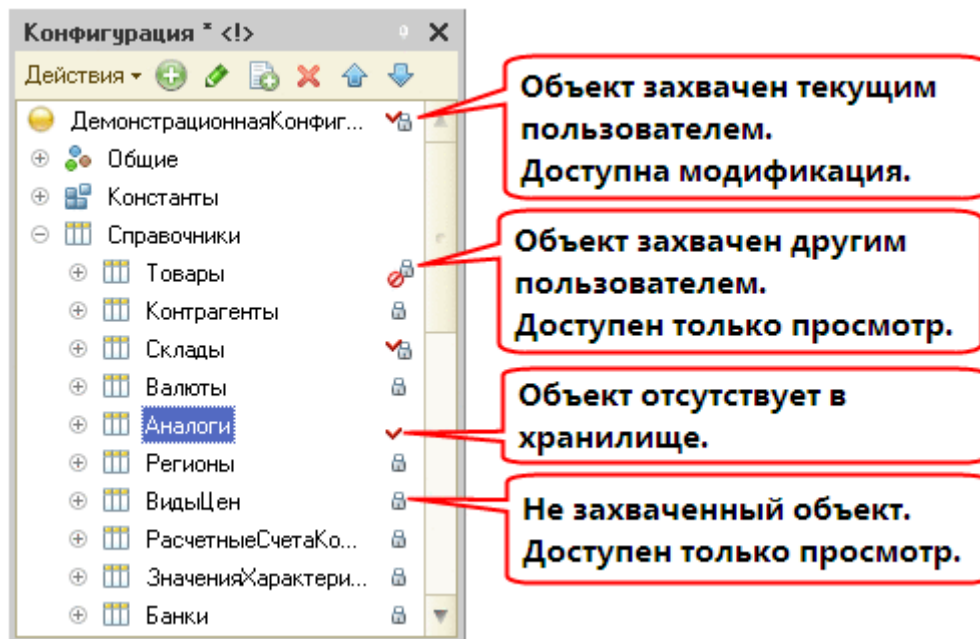 Конфигурация * <!>
Действия
ДемонстрационнаяКонфиг...
Общие
Константы
Справочники
Товары
Контрагенты
Склады
Валюты
Аналоги
Регионы
ВидыЦен
РасчетныеСчетаКо...
ЗначенияХарактери...
Банки
Объект захвачен текущим
пользователем.
Доступна модификация.
Объект захвачен другим
пользователем.
Доступен только просмотр.
Объект отсутствует в
хранилище.
Не захваченный объект.
Доступен только просмотр.